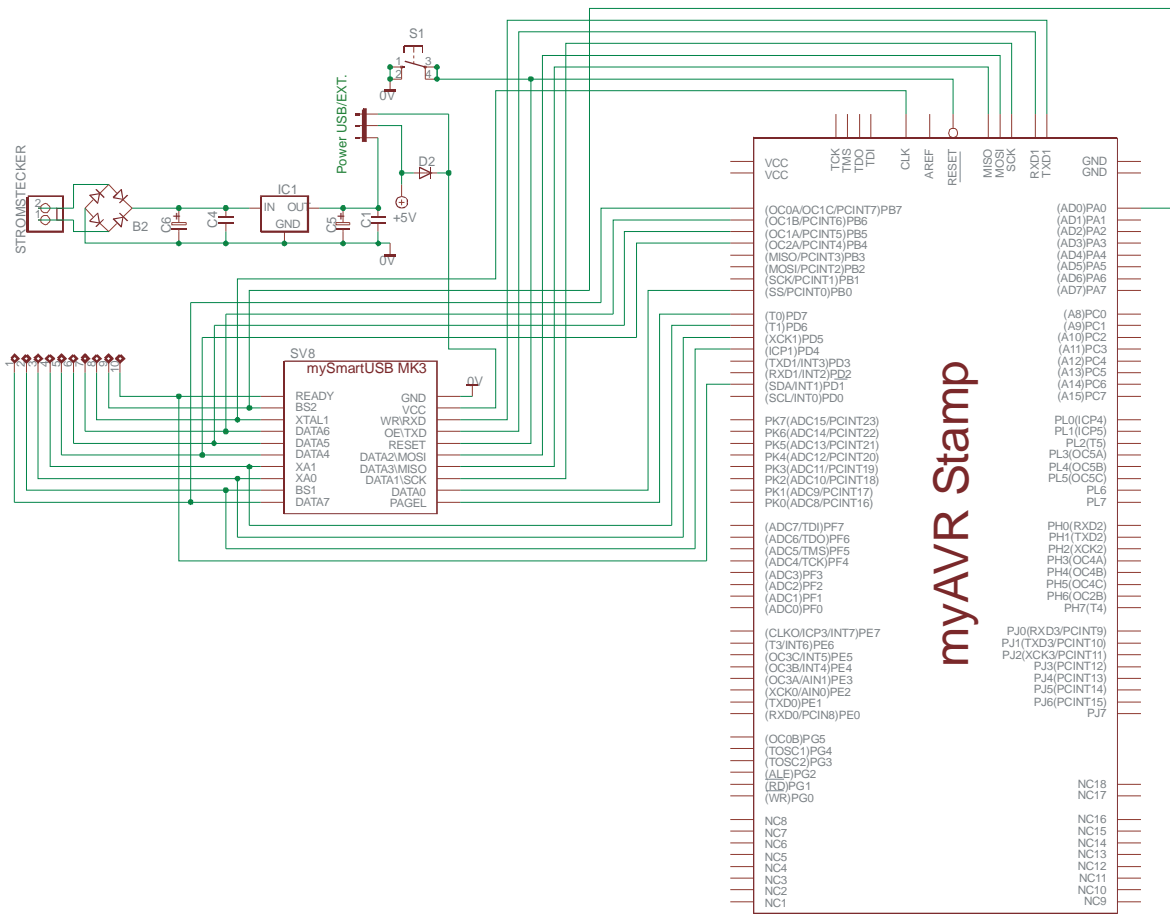 S1
1
2
3
4
0V
Power USB/EXT.
D2
+5V
STROMSTECKER
2
1
B2
C6
C4
IC1
IN OUT
GND
C5
C1
0V
1
2
3
4
5
6
7
8
9
10
SV8
mySmartUSB MK3
READY
BS2
XTAL1
DATA6
DATA5
DATA4
XA1
XA0
BS1
DATA7
GND
VCC
WR\RXD
OE\TXD
RESET
DATA2\MOSI
DATA3\MISO
DATA1\SCK
DATA0
PAGEL
0V
TCK
TMS
TDO
TDI
CLK
AREF
RESET
MISO
MOSI
SCK
RXD1
TXD1
VCC
VCC
(OC0A/OC1C/PCINT7)PB7
(OC1B/PCINT6)PB6
(OC1A/PCINT5)PB5
(OC2A/PCINT4)PB4
(MISO/PCINT3)PB3
(MOSI/PCINT2)PB2
(SCK/PCINT1)PB1
(SS/PCINT0)PB0
(T0)PD7
(T1)PD6
(XCK1)PD5
(ICP1)PD4
(TXD1/INT3)PD3
(RXD1/INT2)PD2
(SDA/INT1)PD1
(SCL/INT0)PD0
PK7(ADC15/PCINT23)
PK6(ADC14/PCINT22)
PK5(ADC13/PCINT21)
PK4(ADC12/PCINT20)
PK3(ADC11/PCINT19)
PK2(ADC10/PCINT18)
PK1(ADC9/PCINT17)
PK0(ADC8/PCINT16)
(ADC7/TDI)PF7
(ADC6/TDO)PF6
(ADC5/TMS)PF5
(ADC4/TCK)PF4
(ADC3)PF3
(ADC2)PF2
(ADC1)PF1
(ADC0)PF0
(CLKO/ICP3/INT7)PE7
(T3/INT6)PE6
(OC3C/INT5)PE5
(OC3B/INT4)PE4
(OC3A/AIN1)PE3
(XCK0/AIN0)PE2
(TXD0)PE1
(RXD0/PCIN8)PE0
(OC0B)PG5
(TOSC1)PG4
(TOSC2)PG3
(ALE)PG2
(RD)PG1
(WR)PG0
NC8
NC7
NC6
NC5
NC4
NC3
NC2
NC1
myAVR Stamp
GND
GND
(AD0)PA0
(AD1)PA1
(AD2)PA2
(AD3)PA3
(AD4)PA4
(AD5)PA5
(AD6)PA6
(AD7)PA7
(A8)PC0
(A9)PC1
(A10)PC2
(A11)PC3
(A12)PC4
(A13)PC5
(A14)PC6
(A15)PC7
PL0(ICP4)
PL1(ICP5)
PL2(T5)
PL3(OC5A)
PL4(OC5B)
PL5(OC5C)
PL6
PL7
PH0(RXD2)
PH1(TXD2)
PH2(XCK2)
PH3(OC4A)
PH4(OC4B)
PH5(OC4C)
PH6(OC2B)
PH7(T4)
PJ0(RXD3/PCINT9)
PJ1(TXD3/PCINT10)
PJ2(XCK3/PCINT11)
PJ3(PCINT12)
PJ4(PCINT13)
PJ5(PCINT14)
PJ6(PCINT15)
PJ7
NC18
NC17
NC16
NC15
NC14
NC13
NC12
NC11
NC10
NC9